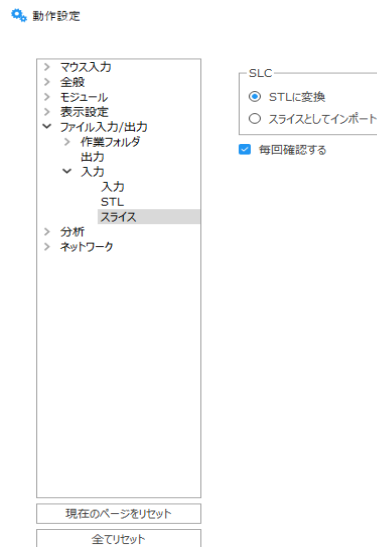 動作設定
マウス入力
全般
モジュール
表示設定
ファイル入力/出力
作業フォルダ
出力
入力
入力
STL
スライス
分析
ネットワーク
現在のページをリセット
全てリセット
SLC
STLに変換
スライスとしてインポート
毎回確認する